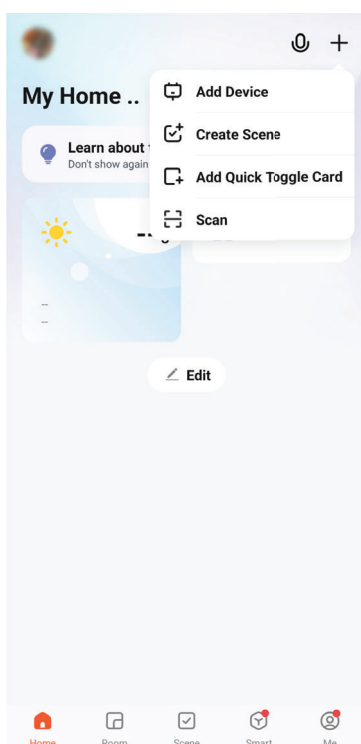 My Home ..
Add Device
Create Scene
Add Quick Toggle Card
Scan
Learn about
Don't show again
--
--
--
Edit
Home
Room
Scene
Smart
Me